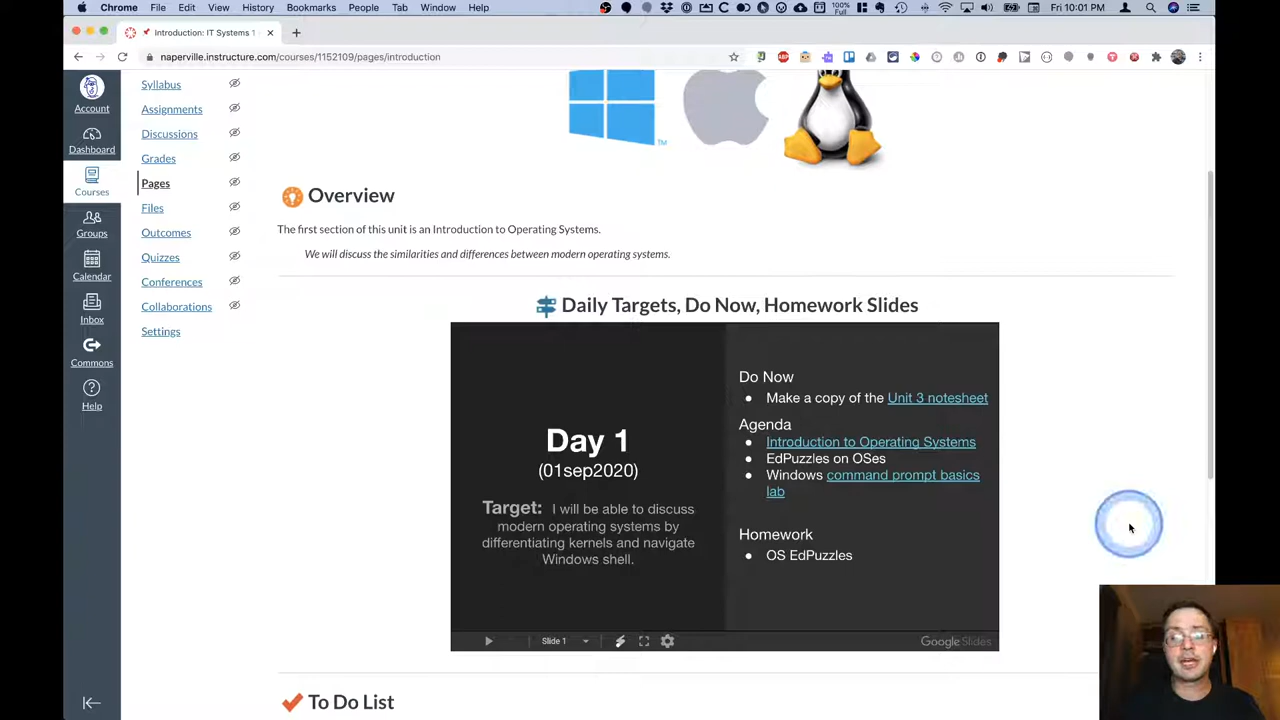 Chrome File Edit View History Bookmarks People Tab Window Help
100% Full
Fri 10:01 PM
Introduction: IT Systems 1
naperville.instructure.com/courses/1152109/pages/introduction
Account
Dashboard
Courses
Groups
Calendar
Inbox
Commons
Help
Syllabus
Assignments
Discussions
Grades
Pages
Files
Outcomes
Quizzes
Conferences
Collaborations
Settings
TM
Overview
The first section of this unit is an Introduction to Operating Systems.
We will discuss the similarities and differences between modern operating systems.
Daily Targets, Do Now, Homework Slides
Day 1
(01sep2020)
Target: I will be able to discuss
modern operating systems by
differentiating kernels and navigate
Windows shell.
Do Now
● Make a copy of the Unit 3 notesheet
Agenda
● Introduction to Operating Systems
● EdPuzzles on OSes
● Windows command prompt basics
lab
Homework
● OS EdPuzzles
Slide 1
Google Slides
To Do List